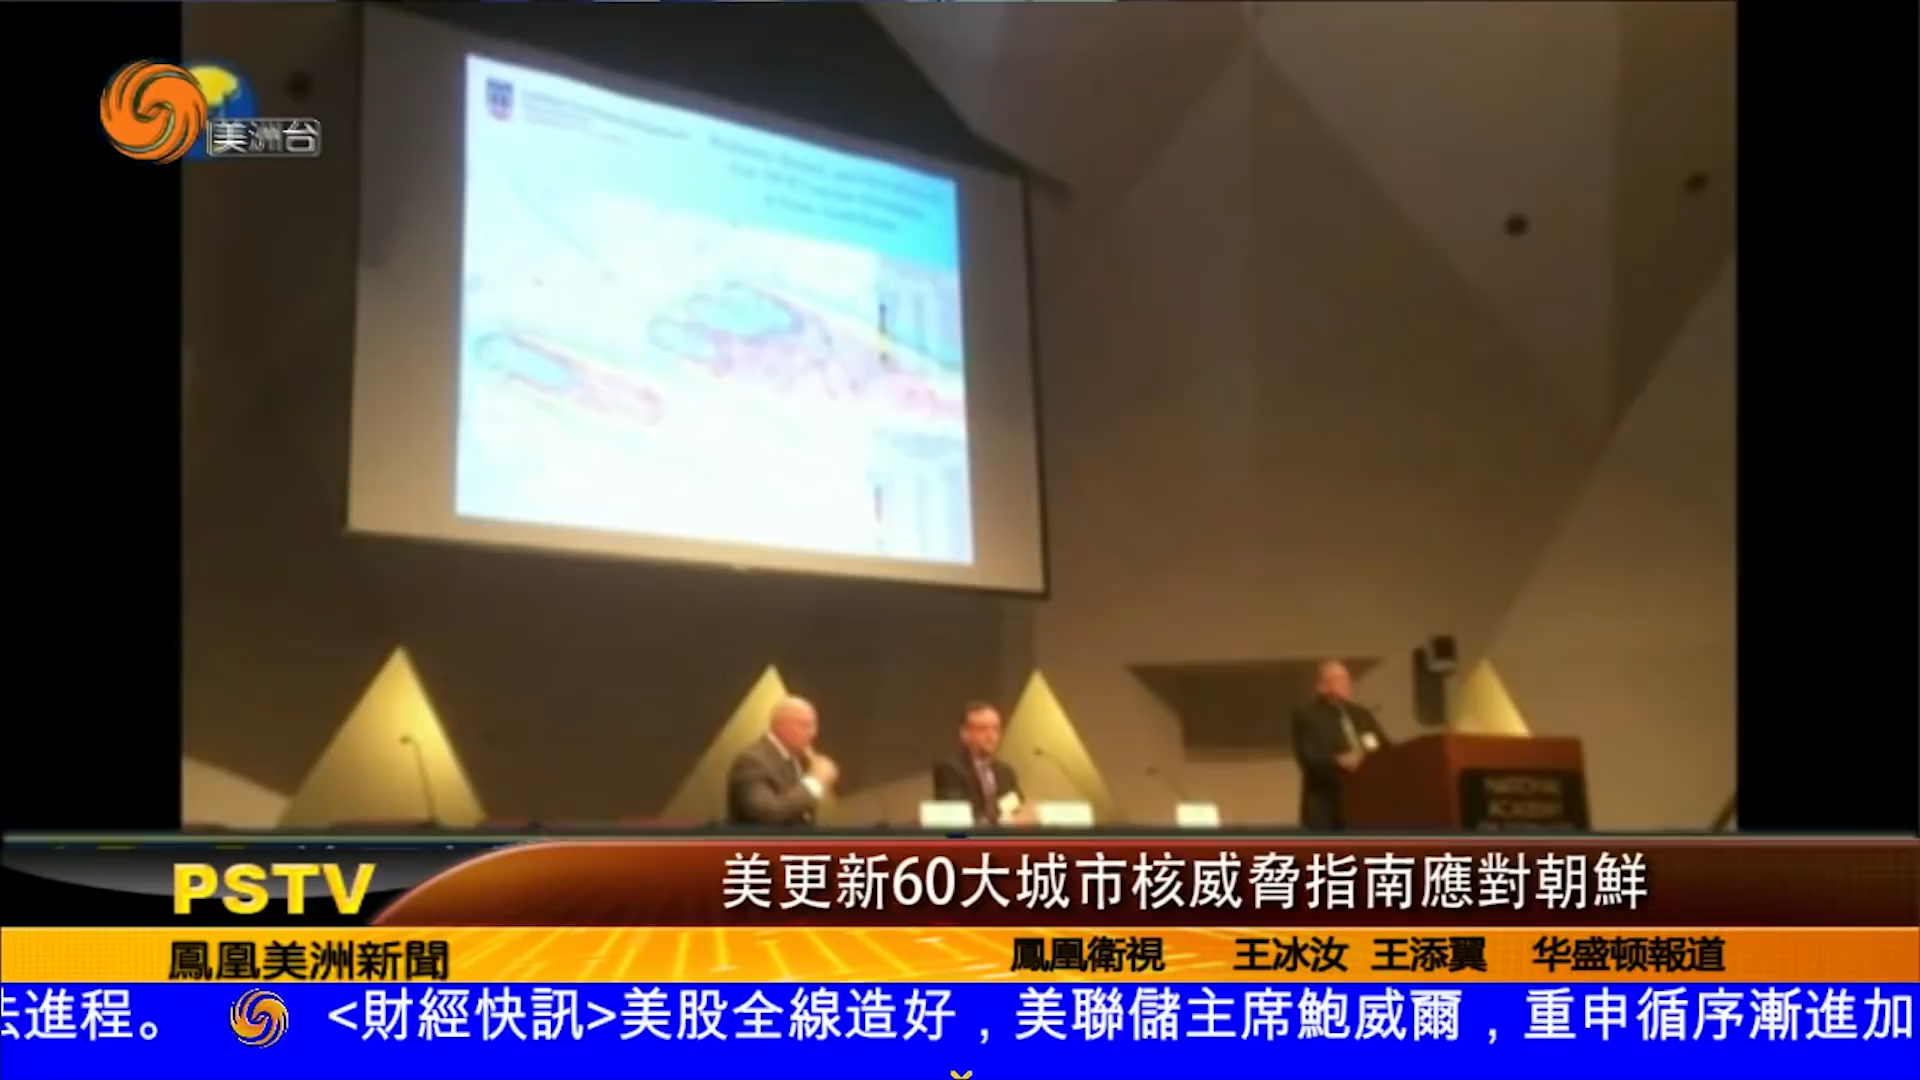 美洲台
NATIONAL
ACADEMY
PSTV
美更新60大城市核威脅指南應對朝鮮
鳳凰美洲新聞
鳳凰衛視 王冰汝 王添翼 华盛顿報道
進程。 <財經快訊>美股全線造好，美聯儲主席鮑威爾，重申循序漸進加